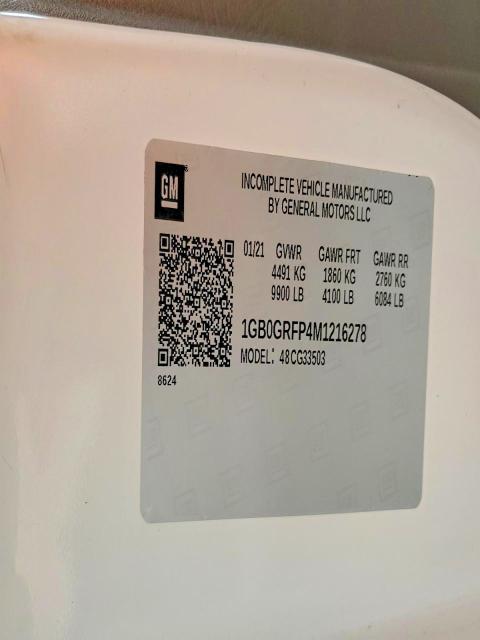 GM
INCOMPLETE VEHICLE MANUFACTURED
BY GENERAL MOTORS LLC
01/21 GVWR GAWR FRT GAWR RR
4491 KG 1860 KG 2760 KG
9900 LB 4100 LB 6084 LB
1GB0GRFP4M1216278
MODEL: 48CG33503
8624